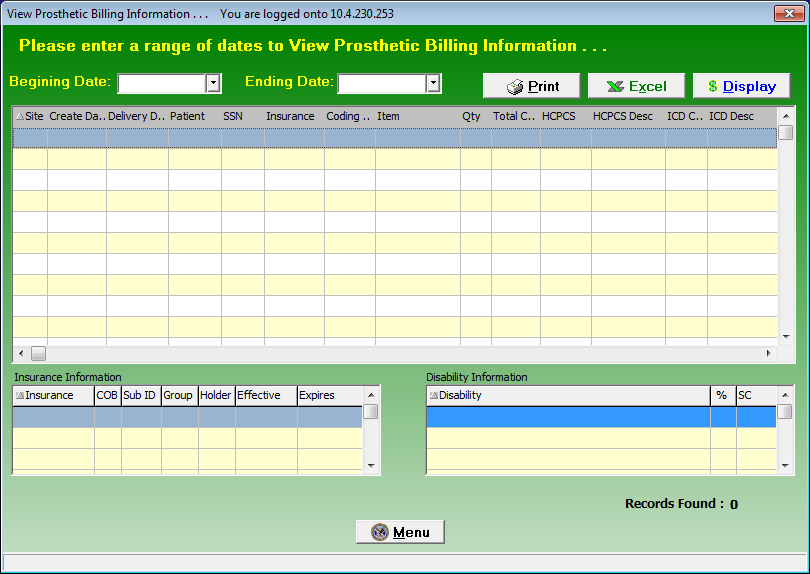 View Prosthetic Billing Information . . .    You are logged onto 10.4.230.253
Please enter a range of dates to View Prosthetic Billing Information . . .
Begining Date: Ending Date: Print Excel $ Display
Site Create Da.. Delivery D.. Patient SSN Insurance Coding .. Item Qty Total C.. HCPCS HCPCS Desc ICD C.. ICD Desc
Insurance Information Disability Information
Insurance COB Sub ID Group Holder Effective Expires Disability % SC
Records Found : 0
Menu